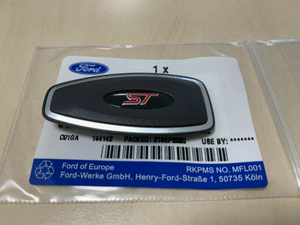 Ford
1 x
ST
144142
USE BY: *******
RKPMS NO. MFL001
Ford of Europe
Ford-Werke GmbH, Henry-Ford-Straße 1, 50735 Köln